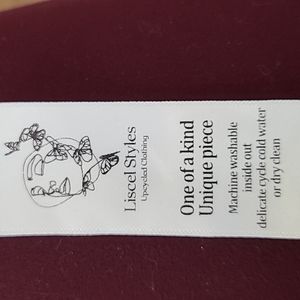 Liscel Styles
Upcycled Clothing
One of a kind
Unique piece
Machine washable
inside out
delicate cycle cold water
or dry clean